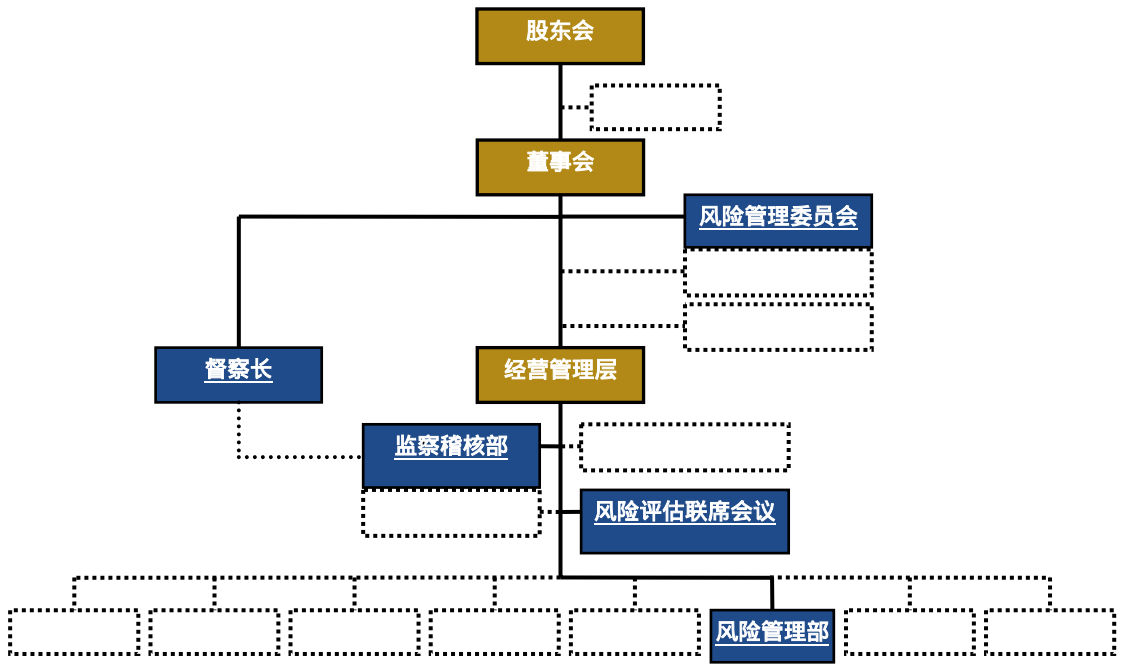 股东会
董事会
风险管理委员会
督察长
经营管理层
监察稽核部
风险评估联席会议
风险管理部